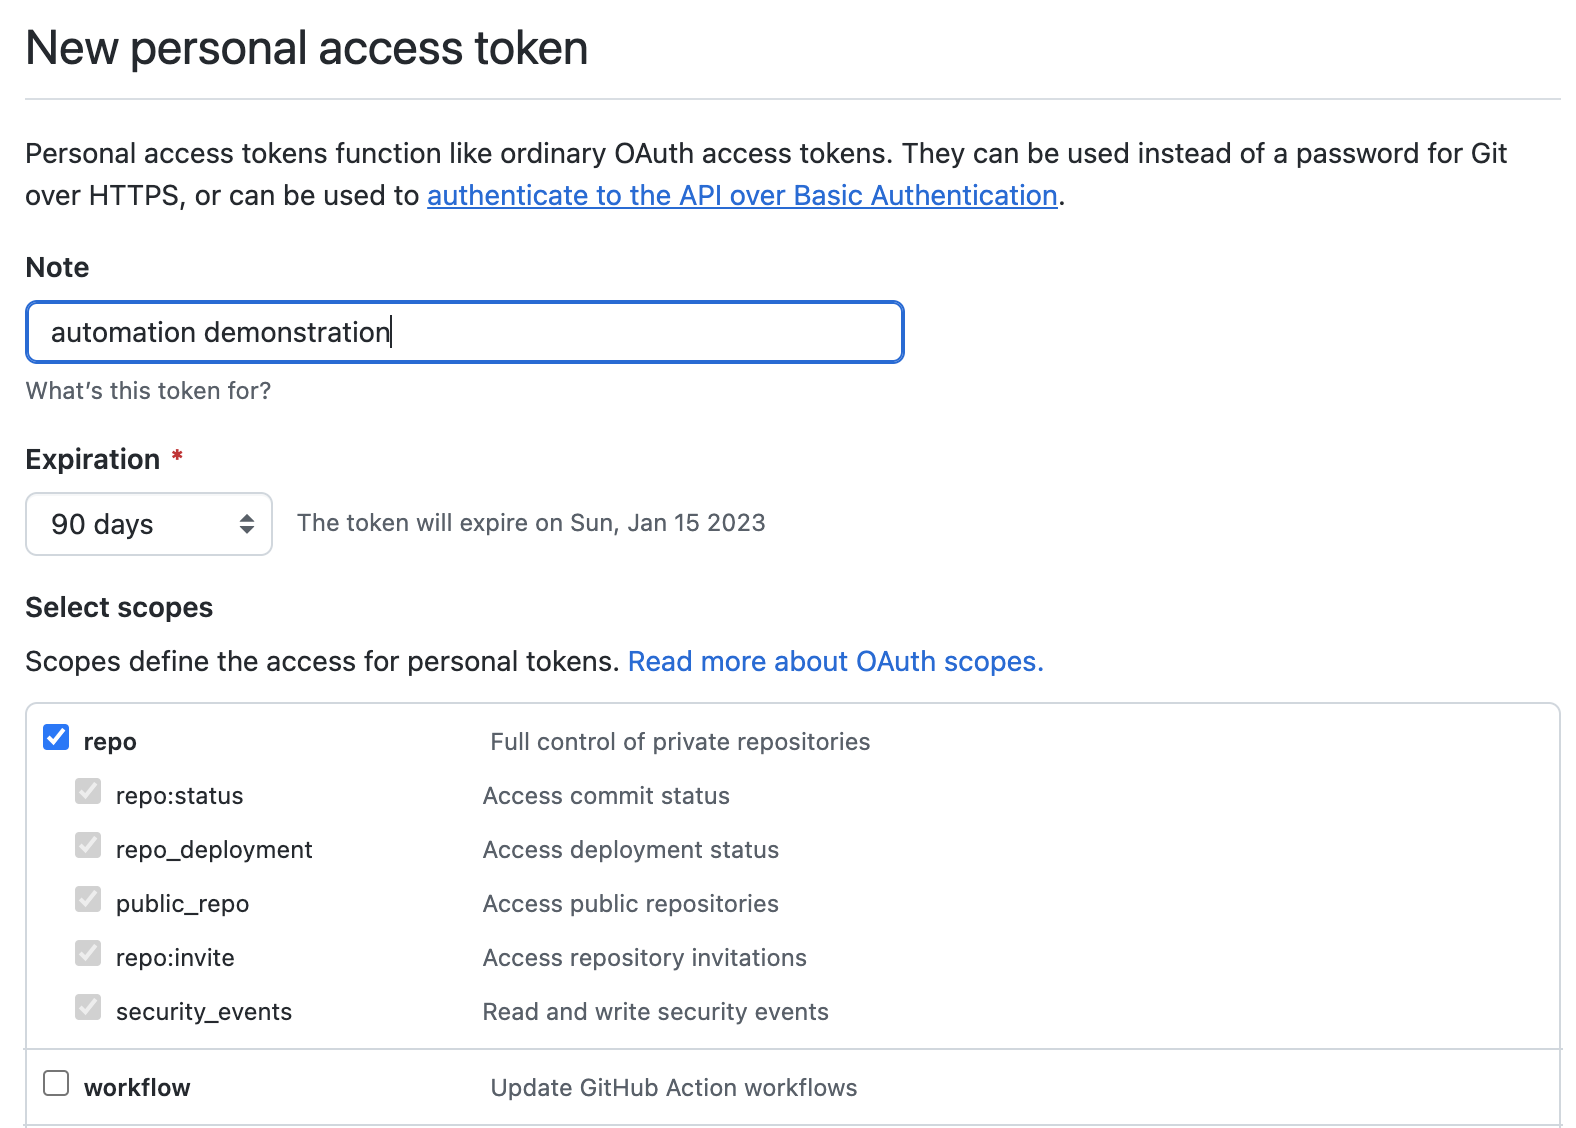 New personal access token
Personal access tokens function like ordinary OAuth access tokens. They can be used instead of a password for Git
over HTTPS, or can be used to authenticate to the API over Basic Authentication.
Note
automation demonstration
What’s this token for?
Expiration *
90 days The token will expire on Sun, Jan 15 2023
Select scopes
Scopes define the access for personal tokens. Read more about OAuth scopes.
repo Full control of private repositories
repo:status Access commit status
repo_deployment Access deployment status
public_repo Access public repositories
repo:invite Access repository invitations
security_events Read and write security events
workflow Update GitHub Action workflows